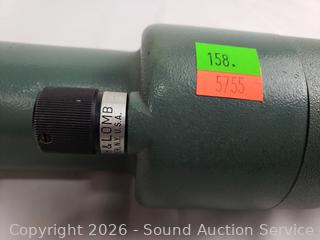 158.
5755
& LOMB
N.Y. U.S.A.
Copyright © 2026 - Sound Auction Service